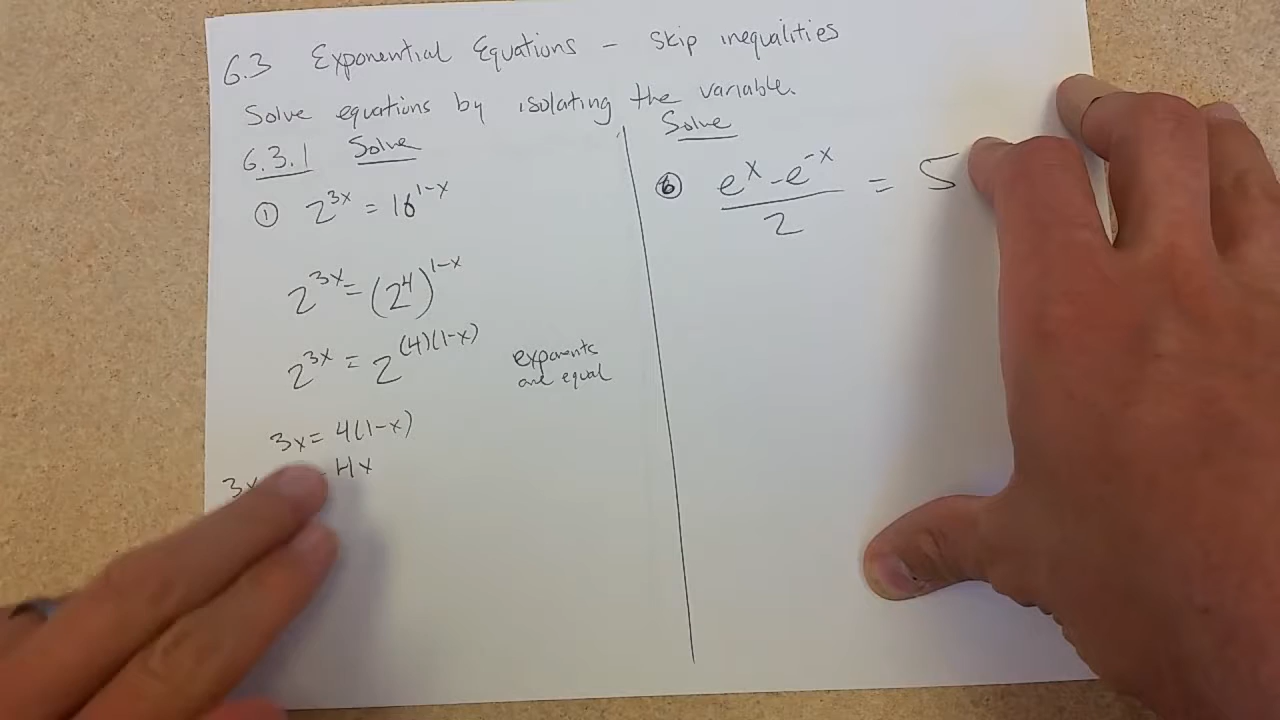 6.3 Exponential Equations - Skip inequalities
Solve equations by isolating the variable.
6.3.1 Solve
① 2^{3x} = 16^{1-x}
2^{3x} = (2^4)^{1-x}
2^{3x} = 2^{(4)(1-x)}
exponents
are equal
3x = 4(1-x)
3x - 4x
Solve
⑥ \frac{e^x - e^{-x}}{2} = 5